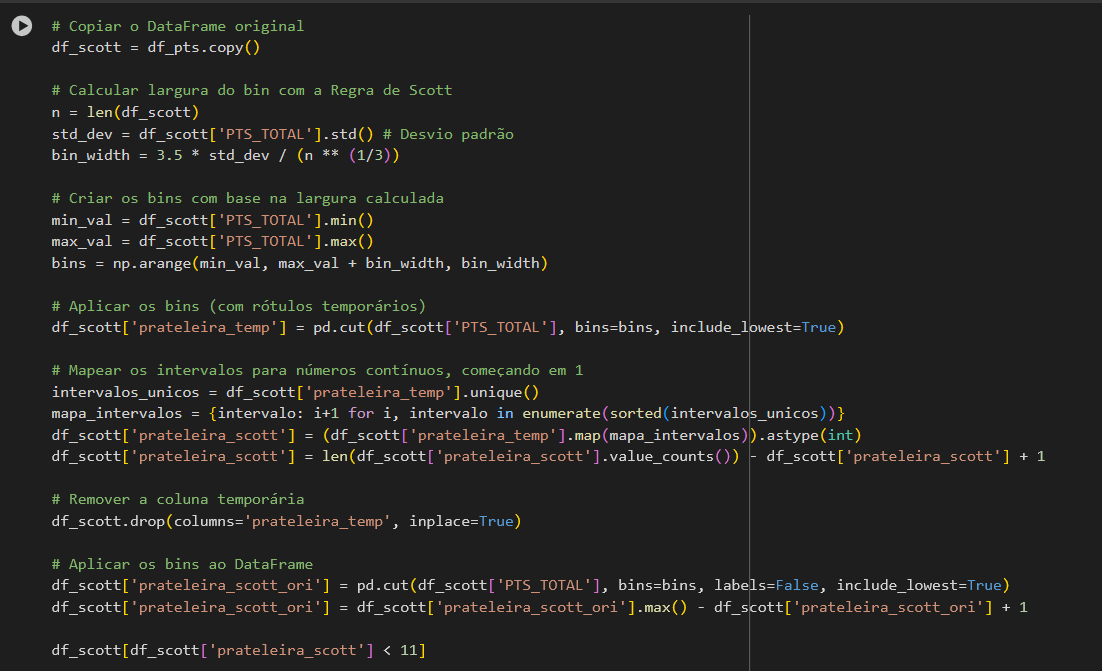 # Copiar o DataFrame original
df_scott = df_pts.copy()
# Calcular largura do bin com a Regra de Scott
n = len(df_scott)
std_dev = df_scott['PTS_TOTAL'].std() # Desvio padrão
bin_width = 3.5 * std_dev / (n ** (1/3))
# Criar os bins com base na largura calculada
min_val = df_scott['PTS_TOTAL'].min()
max_val = df_scott['PTS_TOTAL'].max()
bins = np.arange(min_val, max_val + bin_width, bin_width)
# Aplicar os bins (com rótulos temporários)
df_scott['prateleira_temp'] = pd.cut(df_scott['PTS_TOTAL'], bins=bins, include_lowest=True)
# Mapear os intervalos para números contínuos, começando em 1
intervalos_unicos = df_scott['prateleira_temp'].unique()
mapa_intervalos = {intervalo: i+1 for i, intervalo in enumerate(sorted(intervalos_unicos))}
df_scott['prateleira_scott'] = (df_scott['prateleira_temp'].map(mapa_intervalos)).astype(int)
df_scott['prateleira_scott'] = len(df_scott['prateleira_scott'].value_counts()) - df_scott['prateleira_scott'] + 1
# Remover a coluna temporária
df_scott.drop(columns='prateleira_temp', inplace=True)
# Aplicar os bins ao DataFrame
df_scott['prateleira_scott_ori'] = pd.cut(df_scott['PTS_TOTAL'], bins=bins, labels=False, include_lowest=True)
df_scott['prateleira_scott_ori'] = df_scott['prateleira_scott_ori'].max() - df_scott['prateleira_scott_ori'] + 1
df_scott[df_scott['prateleira_scott'] < 11]